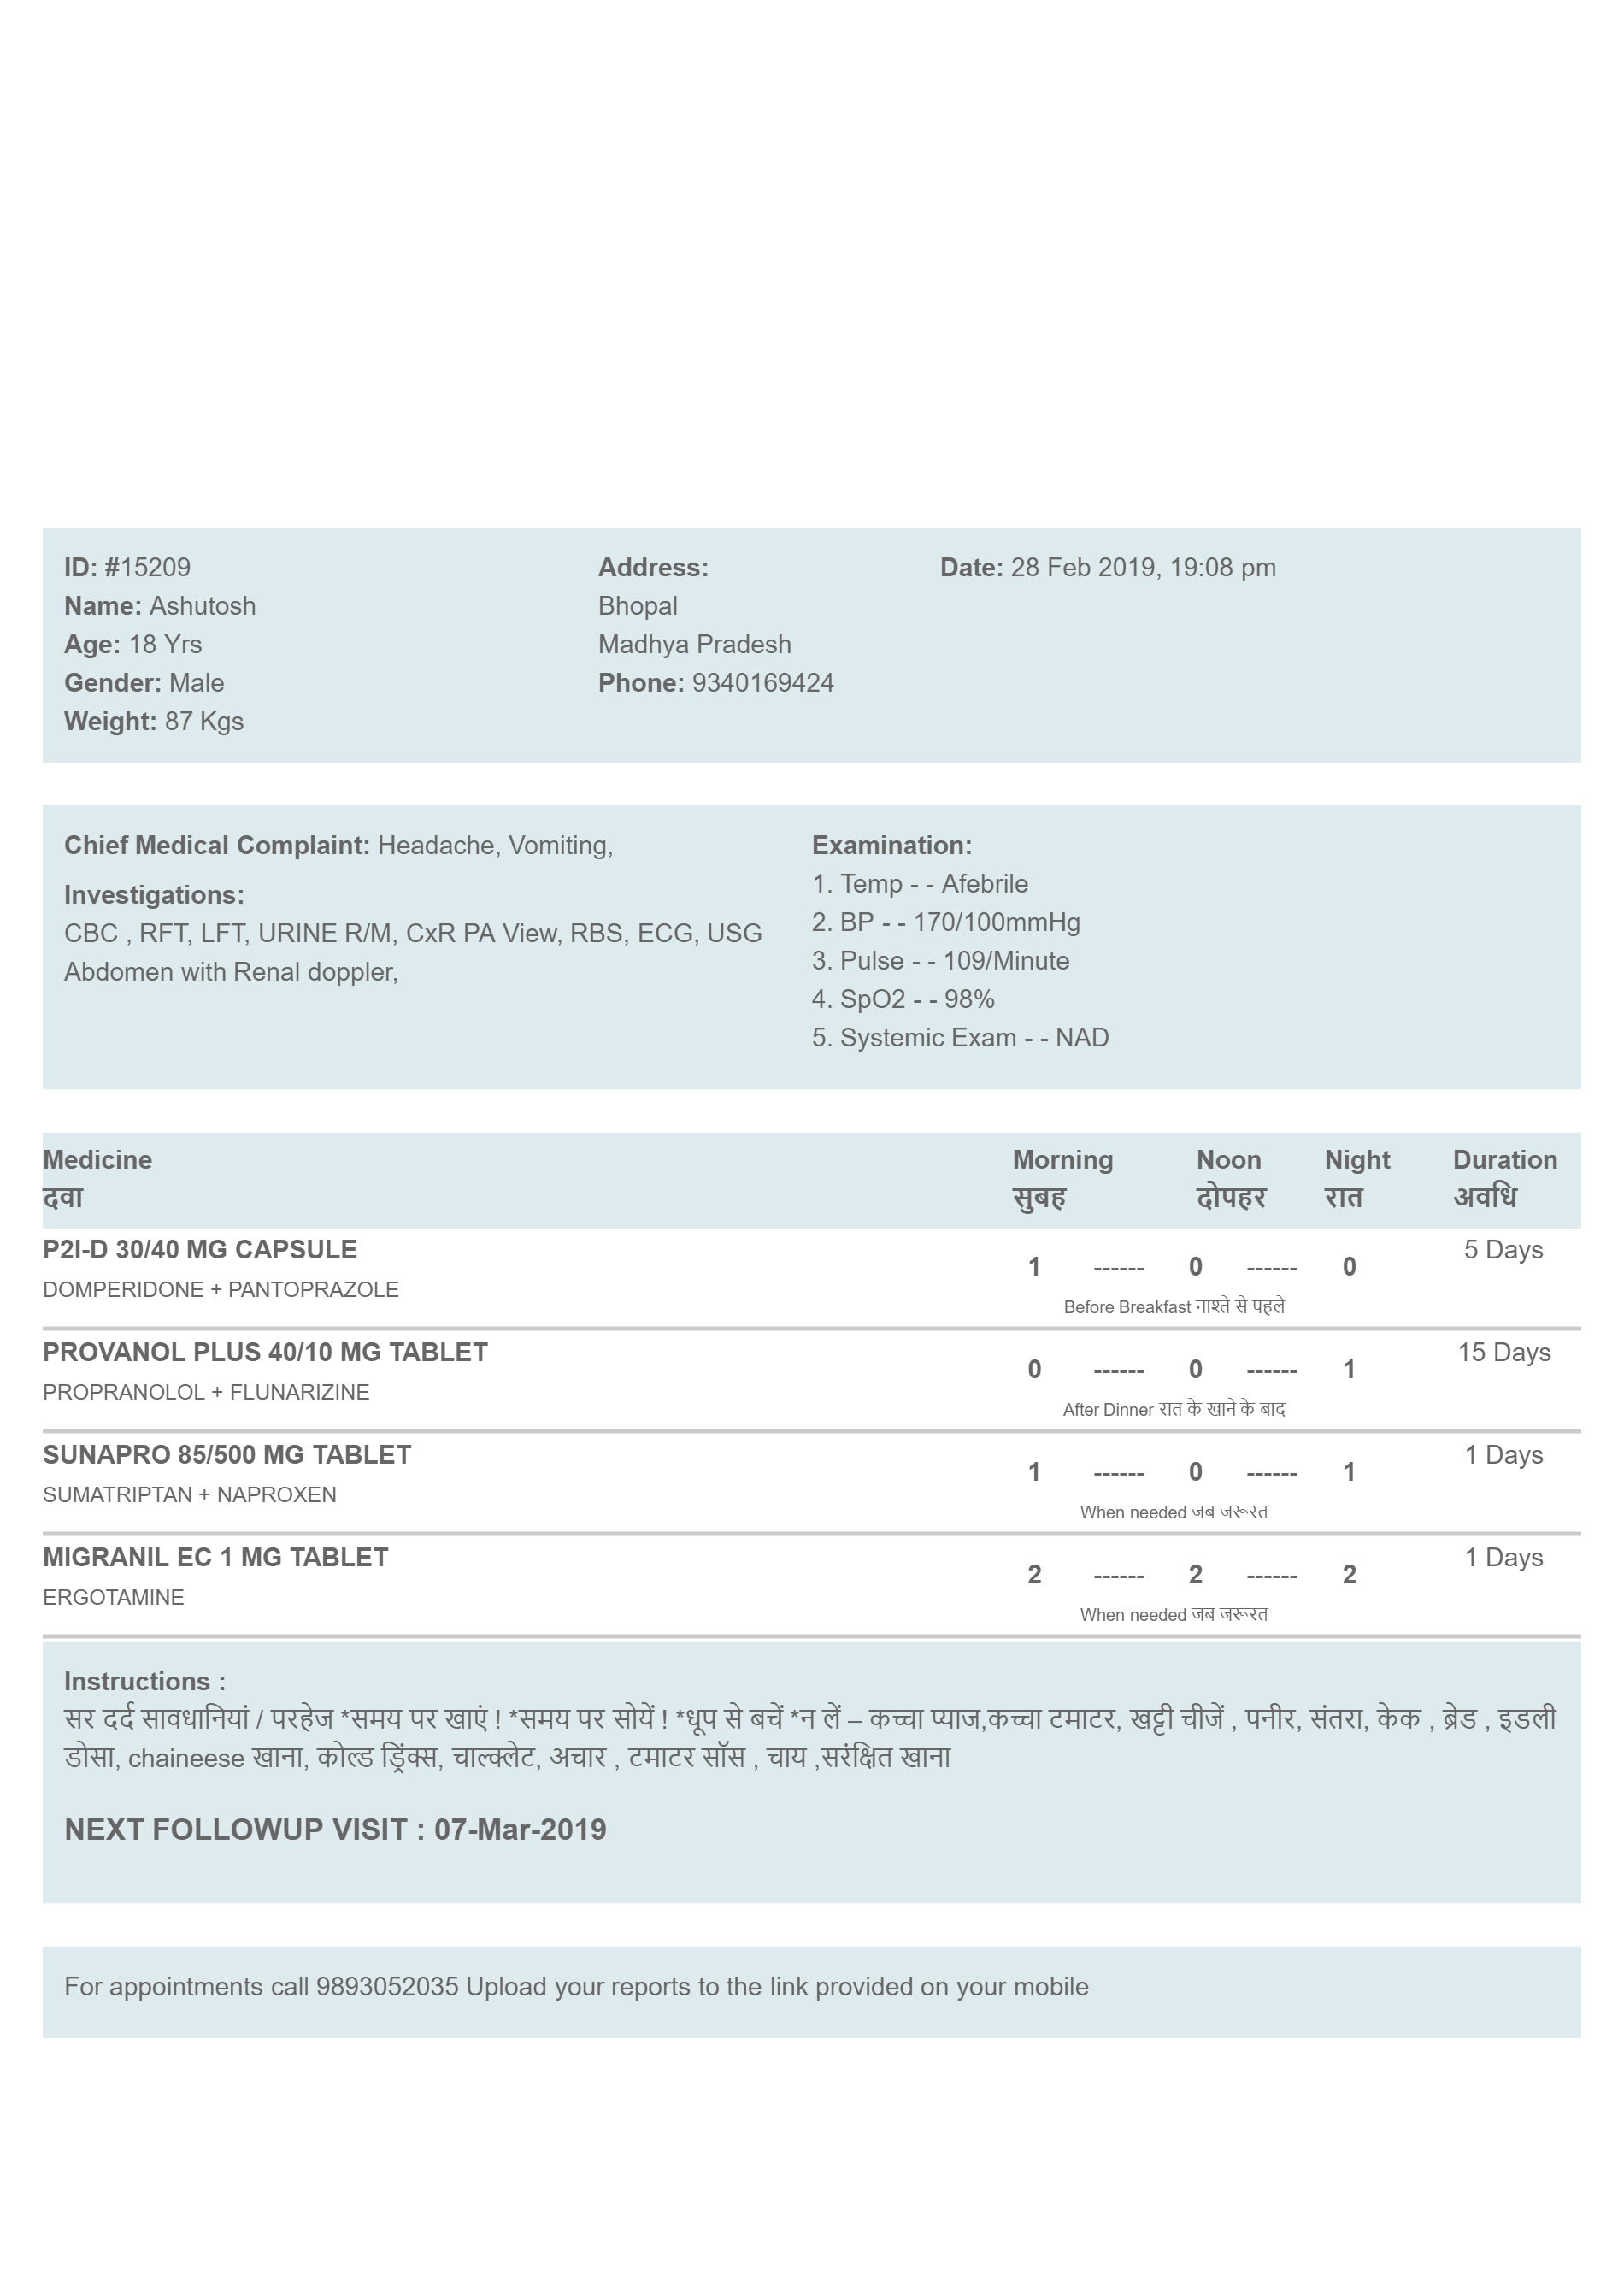 ID: #15209
Name: Ashutosh
Age: 18 Yrs
Gender: Male
Weight: 87 Kgs
Address:
Bhopal
Madhya Pradesh
Phone: 9340169424
Date: 28 Feb 2019, 19:08 pm
Chief Medical Complaint: Headache, Vomiting,
Investigations:
CBC , RFT, LFT, URINE R/M, CxR PA View, RBS, ECG, USG
Abdomen with Renal doppler,
Examination:
1. Temp - - Afebrile
2. BP - - 170/100mmHg
3. Pulse - - 109/Minute
4. SpO2 - - 98%
5. Systemic Exam - - NAD
Medicine Morning Noon Night Duration
दवा सुबह दोपहर रात अवधि
P2I-D 30/40 MG CAPSULE 5 Days
1 ------ 0 ------ 0
DOMPERIDONE + PANTOPRAZOLE
Before Breakfast नाश्ते से पहले
PROVANOL PLUS 40/10 MG TABLET 15 Days
0 ------ 0 ------ 1
PROPRANOLOL + FLUNARIZINE
After Dinner रात के खाने के बाद
SUNAPRO 85/500 MG TABLET 1 Days
1 ------ 0 ------ 1
SUMATRIPTAN + NAPROXEN
When needed जब जरूरत
MIGRANIL EC 1 MG TABLET 1 Days
2 ------ 2 ------ 2
ERGOTAMINE
When needed जब जरूरत
Instructions :
सर दर्द सावधानियां / परहेज *समय पर खाएं ! *समय पर सोयें ! *धूप से बचें *न लें – कच्चा प्याज,कच्चा टमाटर, खट्टी चीजें , पनीर, संतरा, केक , ब्रेड , इडली
डोसा, chaineese खाना, कोल्ड ड्रिंक्स, चाल्क्लेट, अचार , टमाटर सॉस , चाय ,सरंक्षित खाना
NEXT FOLLOWUP VISIT : 07-Mar-2019
For appointments call 9893052035 Upload your reports to the link provided on your mobile